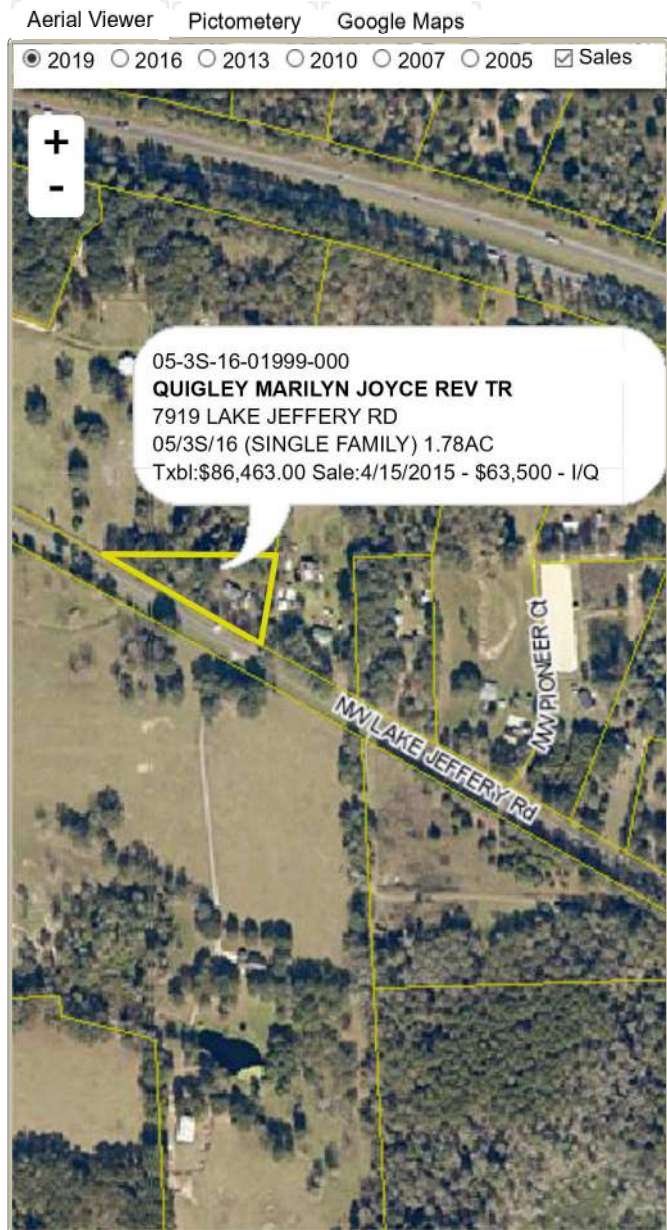 Aerial Viewer Pictometery Google Maps
2019 2016 2013 2010 2007 2005 Sales
+
-
05-3S-16-01999-000
QUIGLEY MARILYN JOYCE REV TR
7919 LAKE JEFFERY RD
05/3S/16 (SINGLE FAMILY) 1.78AC
Txbl:$86,463.00 Sale:4/15/2015 - $63,500 - I/Q
NW PIONEER Ct
NW LAKE JEFFERY Rd